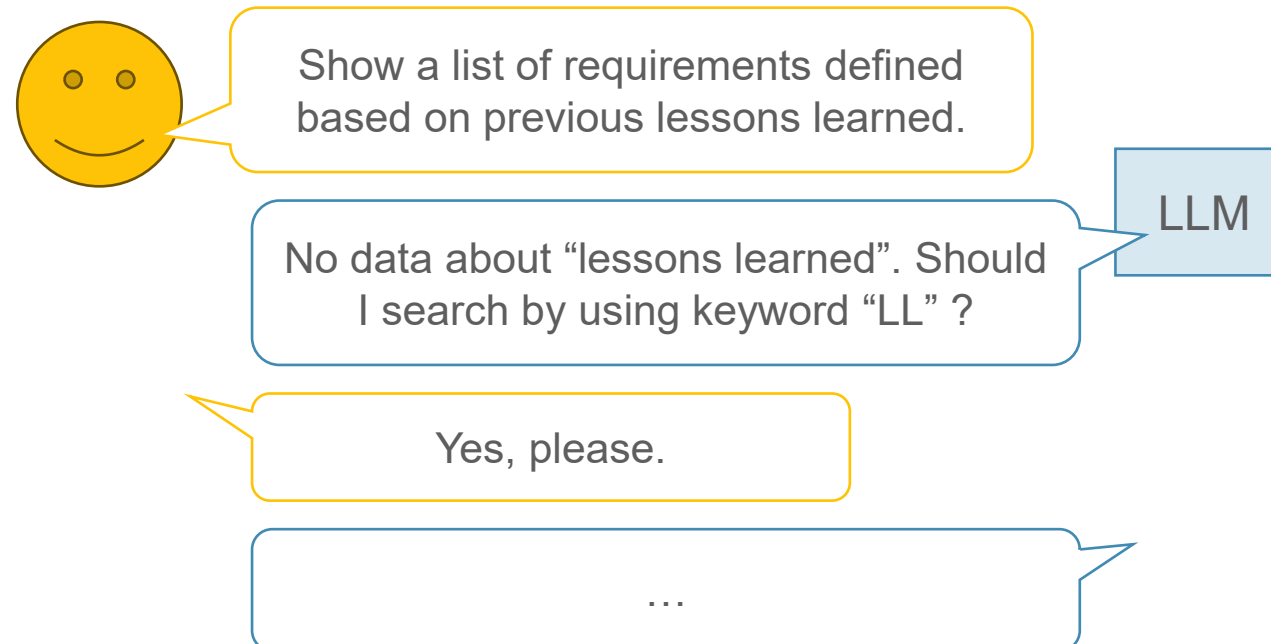 Show a list of requirements defined
based on previous lessons learned.
LLM
No data about “lessons learned”. Should
I search by using keyword “LL” ?
Yes, please.
…